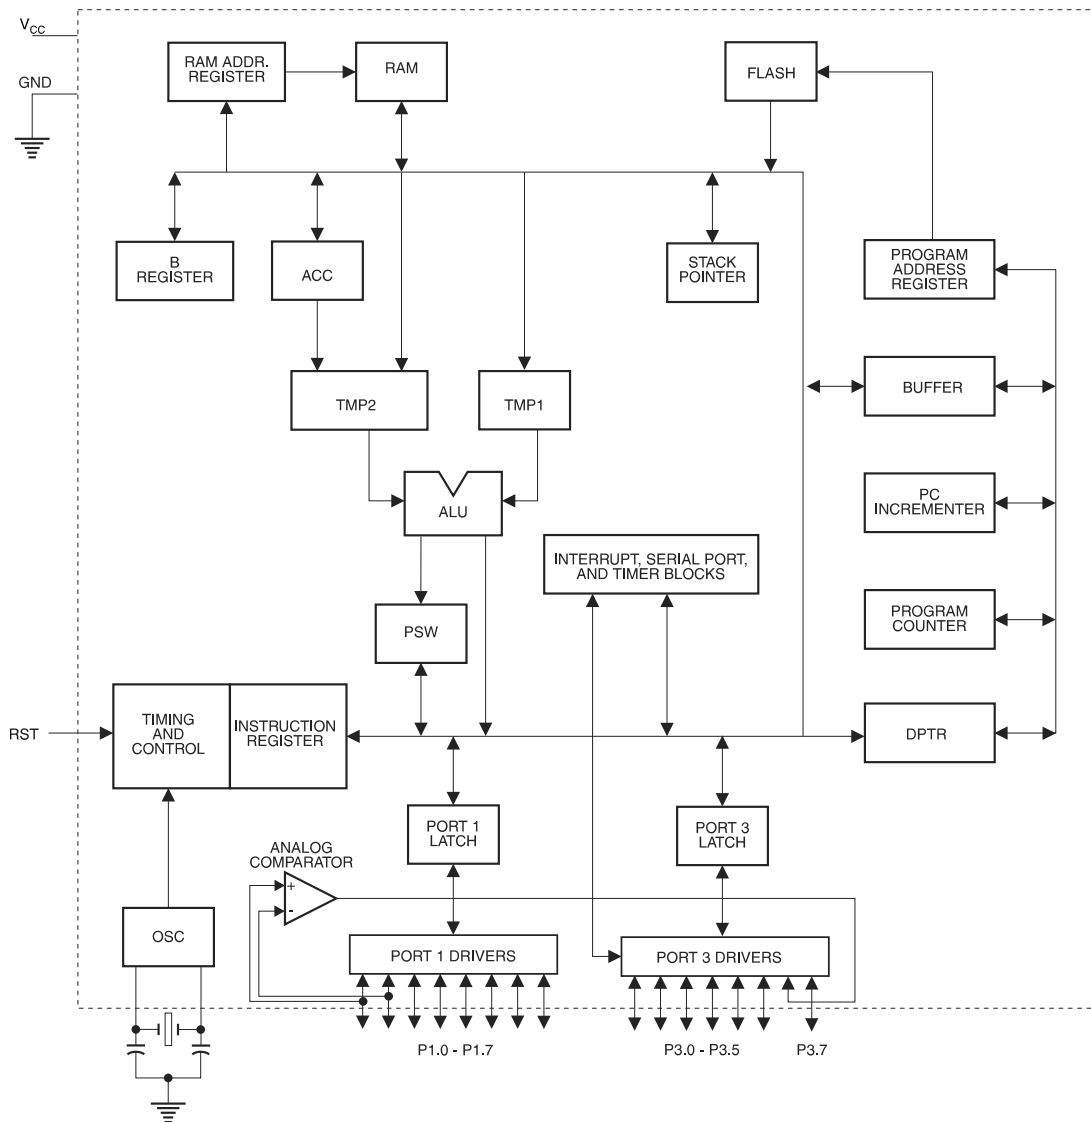 VCC
GND
RAM ADDR.
REGISTER
RAM
FLASH
B
REGISTER
ACC
STACK
POINTER
PROGRAM
ADDRESS
REGISTER
TMP2
TMP1
BUFFER
ALU
PC
INCREMENTER
INTERRUPT, SERIAL PORT,
AND TIMER BLOCKS
PSW
PROGRAM
COUNTER
RST
TIMING
AND
CONTROL
INSTRUCTION
REGISTER
DPTR
PORT 1
LATCH
PORT 3
LATCH
ANALOG
COMPARATOR
+
-
OSC
PORT 1 DRIVERS
PORT 3 DRIVERS
P1.0 - P1.7
P3.0 - P3.5
P3.7